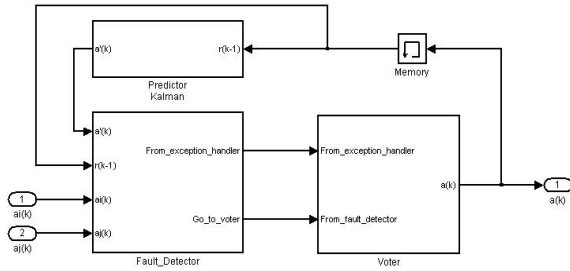 a'(k)
r(k-1)
Predictor
Kalman
Memory
a'(k)
r(k-1)
ai(k)
aj(k)
From_exception_handler
Go_to_voter
Fault_Detector
From_exception_handler
From_fault_detector
a(k)
Voter
1
ai(k)
2
aj(k)
1
a(k)